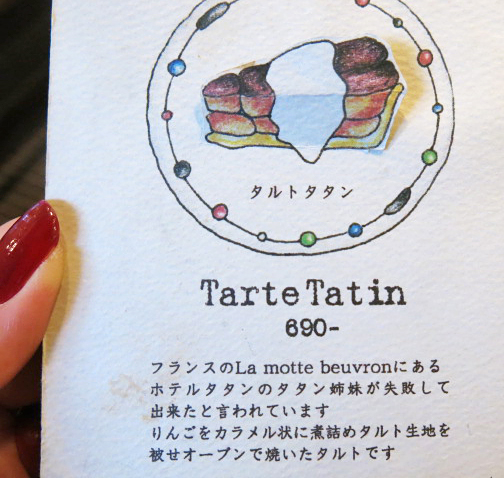 タルトタタン
Tarte Tatin
690-
フランスのLa motte beuvronにある
ホテルタタンのタタン姉妹が失敗して
出来たと言われています
りんごをカラメル状に煮詰めタルト生地を
被せオーブンで焼いたタルトです